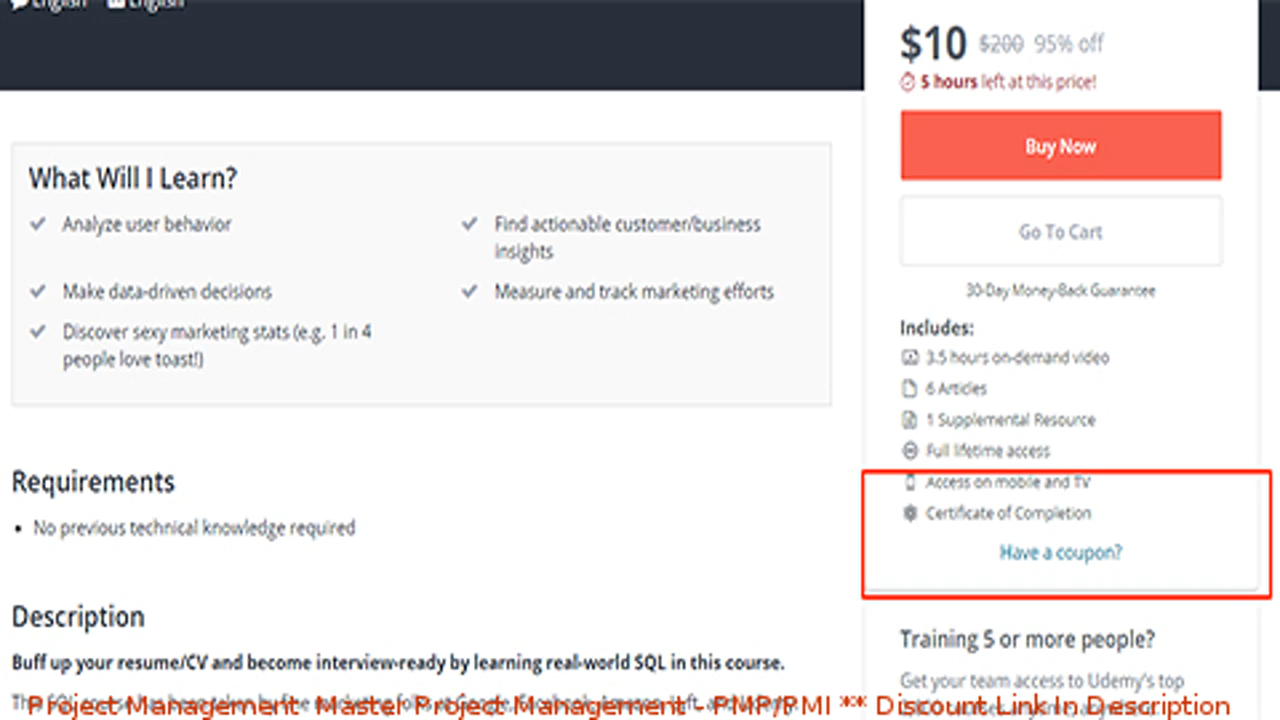 English English
$10 $200 95% off
5 hours left at this price!
Buy Now
Go To Cart
30-Day Money-Back Guarantee
Includes:
3.5 hours on-demand video
6 Articles
1 Supplemental Resource
Full lifetime access
Access on mobile and TV
Certificate of Completion
Have a coupon?
Training 5 or more people?
Get your team access to Udemy's top
What Will I Learn?
Analyze user behavior
Find actionable customer/business
insights
Make data-driven decisions
Measure and track marketing efforts
Discover sexy marketing stats (e.g. 1 in 4
people love toast!)
Requirements
• No previous technical knowledge required
Description
Buff up your resume/CV and become interview-ready by learning real-world SQL in this course.
Project Management - Master Project Management - PMP/PMI *** Discount Link In Description